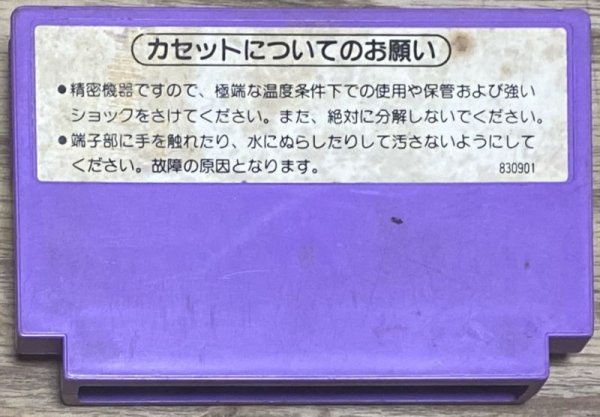 カセットについてのお願い
●精密機器ですので、極端な温度条件下での使用や保管および強い
ショックをさけてください。また、絶対に分解しないでください。
●端子部に手を触れたり、水にぬらしたりして汚さないようにして
ください。故障の原因となります。
830901